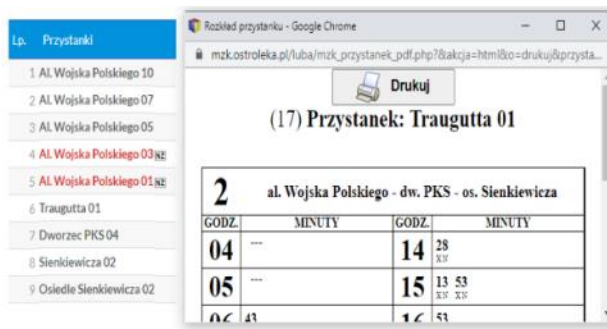 Lp. Przystanki
1 Al. Wojska Polskiego 10
2 Al. Wojska Polskiego 07
3 Al. Wojska Polskiego 05
4 Al. Wojska Polskiego 03 NŻ
5 Al. Wojska Polskiego 01 NŻ
6 Traugutta 01
7 Dworzec PKS 04
8 Sienkiewicza 02
9 Osiedle Sienkiewicza 02
Rozkład przystanku - Google Chrome
mzk.ostroleka.pl/luba/mzk_przystanek_pdf.php?&akcja=html&o=drukuj&przysta...
Drukuj
(17) Przystanek: Traugutta 01
2 al. Wojska Polskiego - dw. PKS - os. Sienkiewicza
GODZ. MINUTY GODZ. MINUTY
04 --- 14 28
05 --- 15 13 53
06 43 16 53